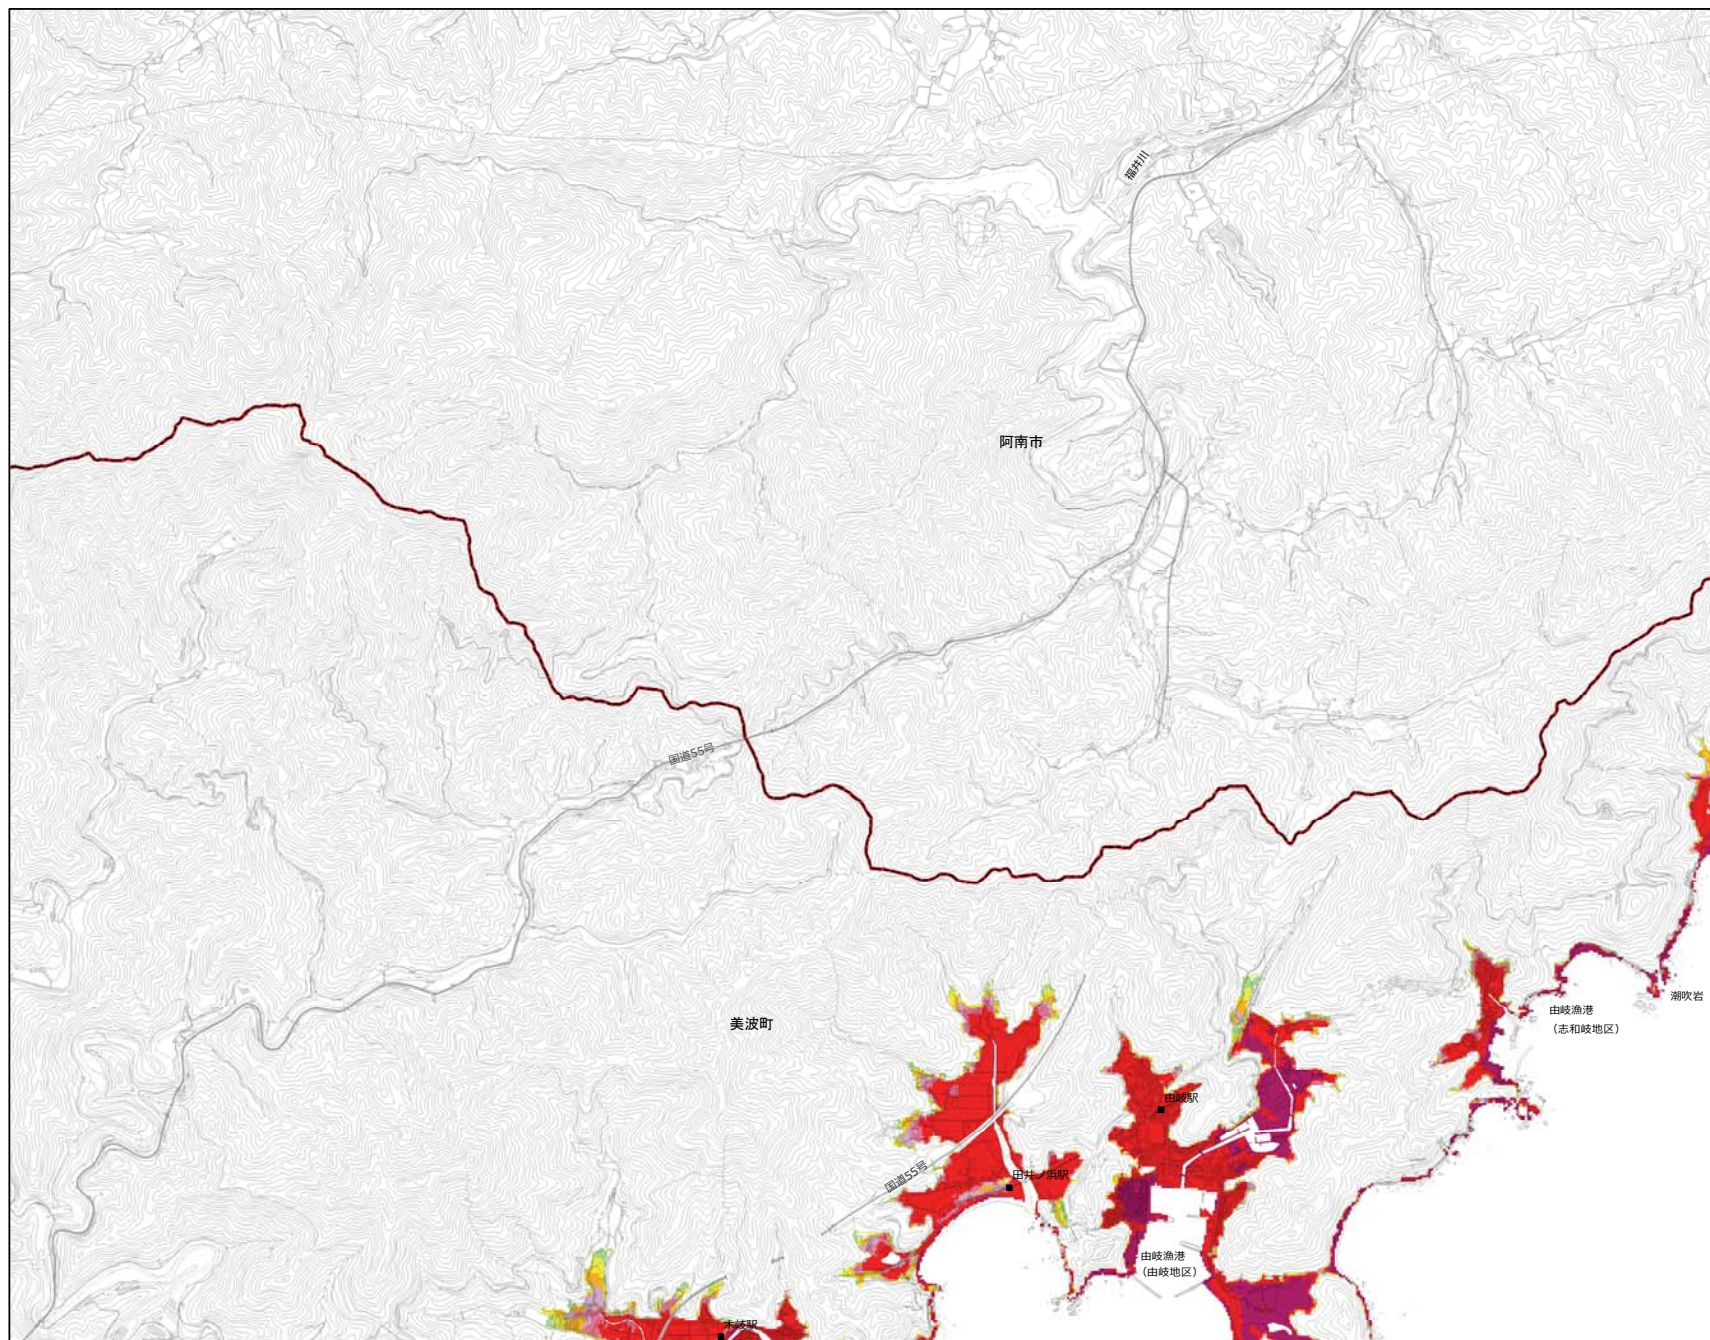 福井川
阿南市
国道55号
潮吹岩
由岐漁港
（志和岐地区）
美波町
由岐駅
国道55号
田井ノ浜駅
由岐漁港
（由岐地区）
木岐駅